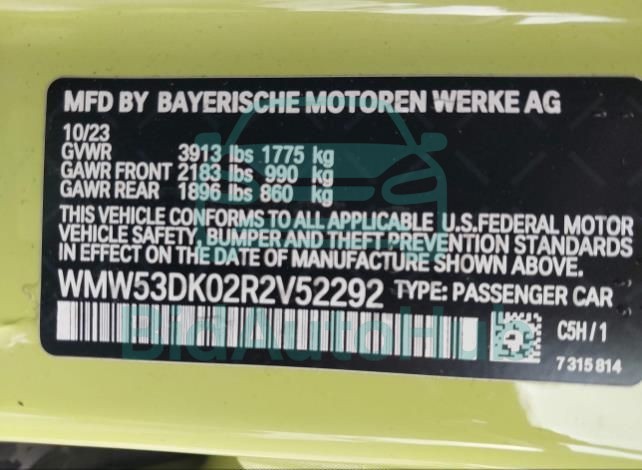 MFD BY BAYERISCHE MOTOREN WERKE AG
10/23
GVWR 3913 lbs 1775 kg
GAWR FRONT 2183 lbs 990 kg
GAWR REAR 1896 lbs 860 kg
THIS VEHICLE CONFORMS TO ALL APPLICABLE U.S.FEDERAL MOTOR
VEHICLE SAFETY, BUMPER AND THEFT PREVENTION STANDARDS
IN EFFECT ON THE DATE OF MANUFACTURE SHOWN ABOVE.
WMW53DK02R2V52292 TYPE: PASSENGER CAR
C5H/1
7 315 814
BidAutoHub